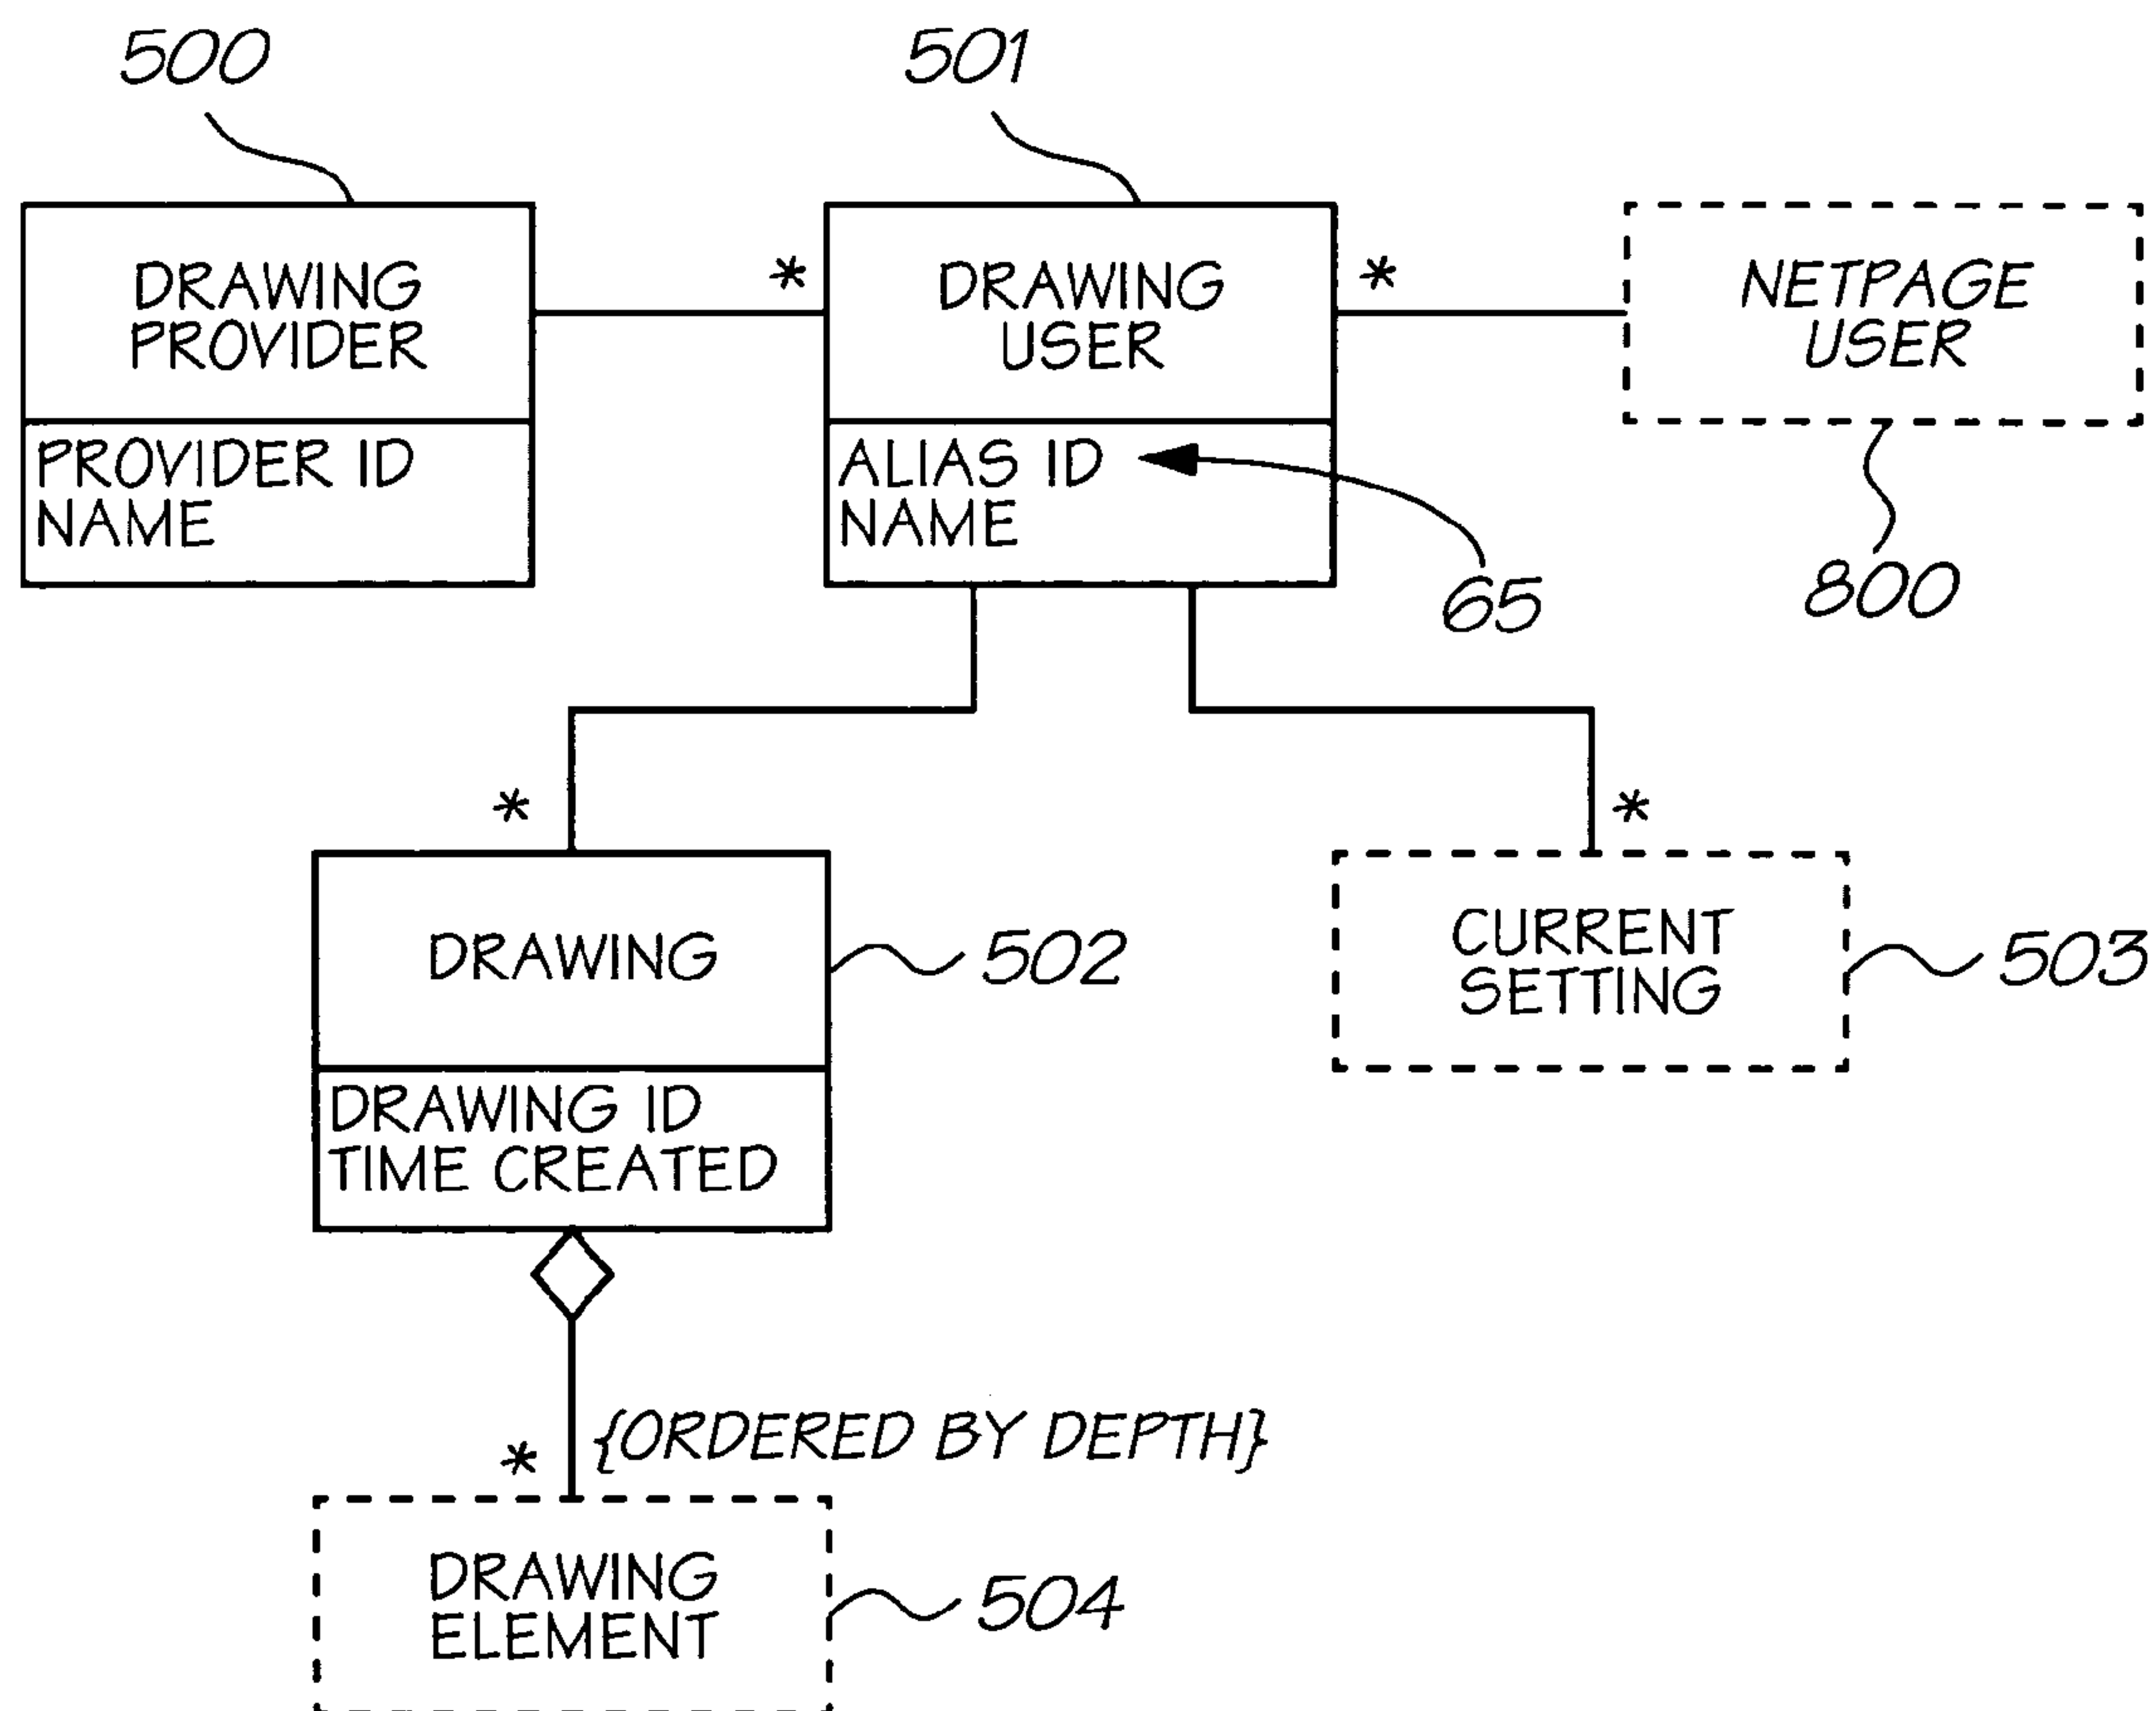 500
501
DRAWING
PROVIDER
PROVIDER ID
NAME
*
DRAWING
USER
ALIAS ID
NAME
*
NETPAGE
USER
65
800
*
DRAWING
DRAWING ID
TIME CREATED
502
*
CURRENT
SETTING
503
{ORDERED BY DEPTH}
*
DRAWING
ELEMENT
504